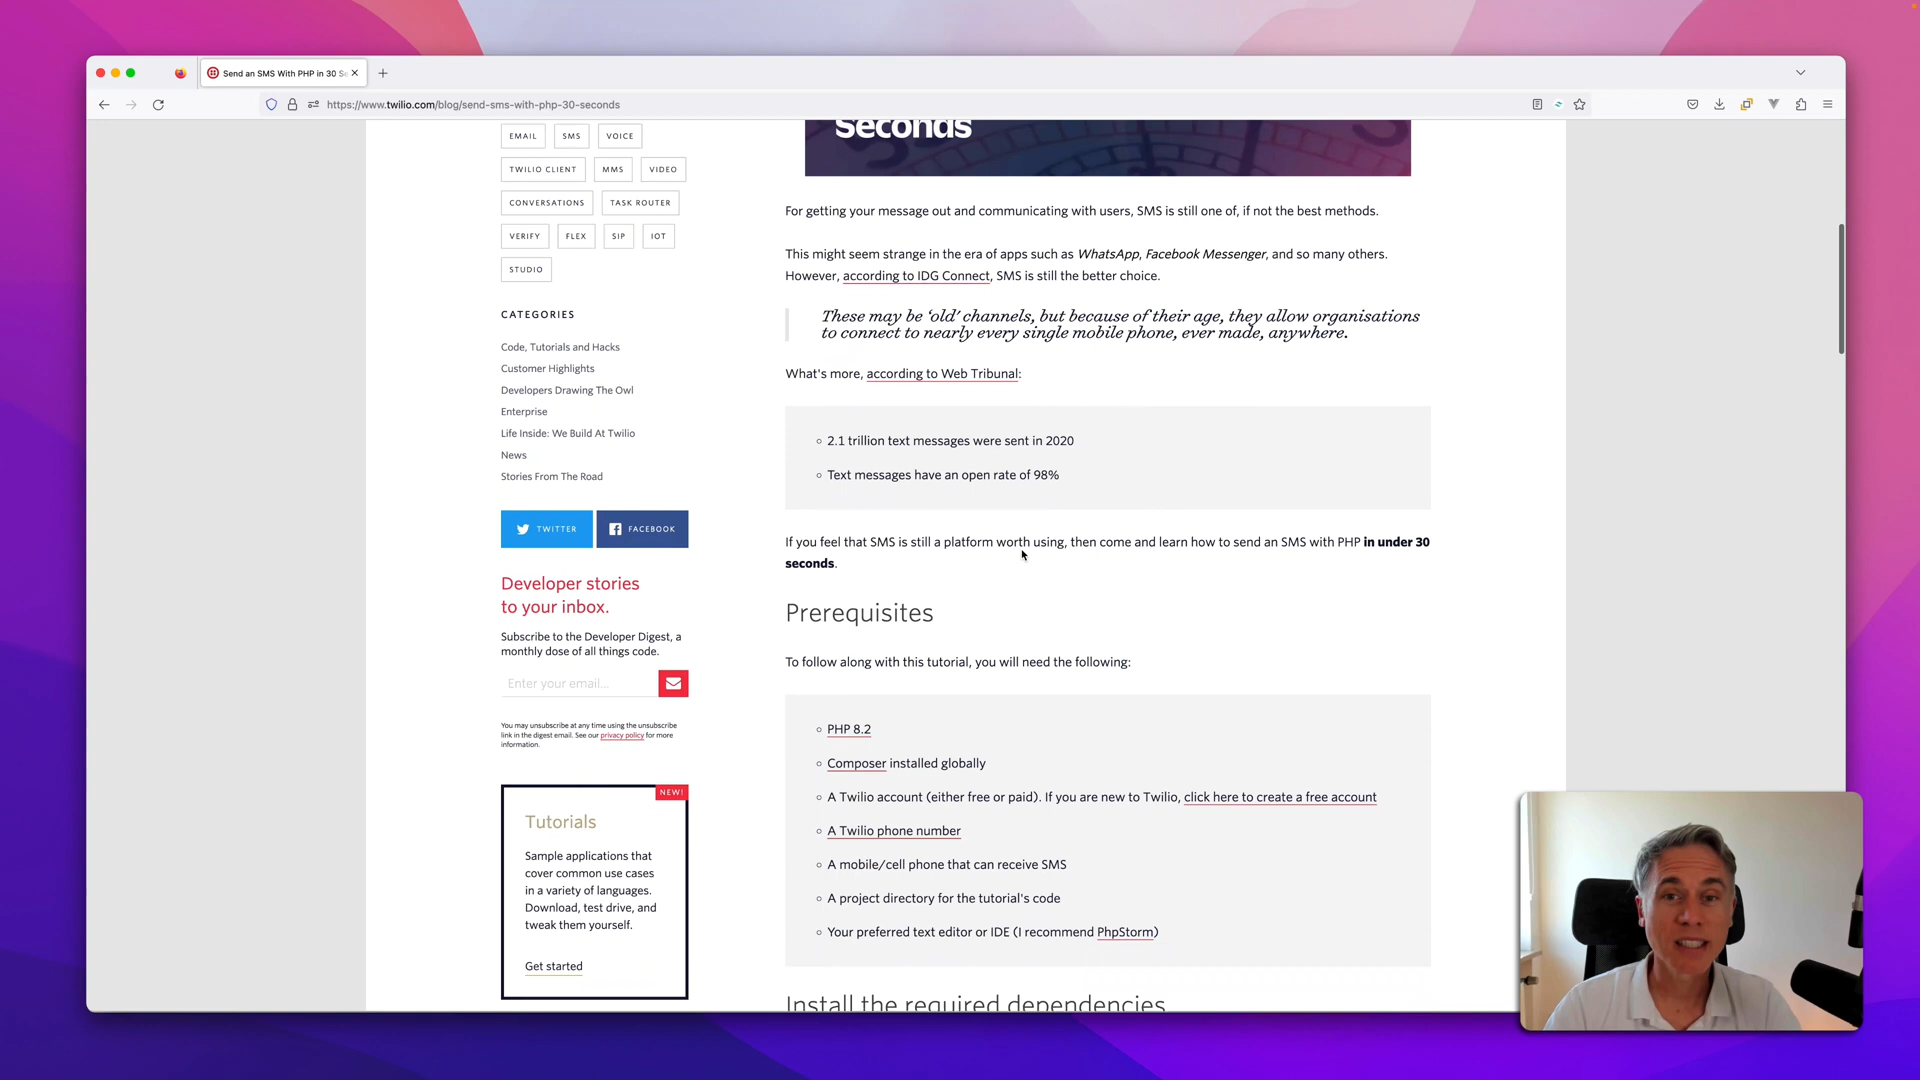 Send an SMS With PHP in 30 Se
https://www.twilio.com/blog/send-sms-with-php-30-seconds
EMAIL
SMS
VOICE
TWILIO CLIENT
MMS
VIDEO
CONVERSATIONS
TASK ROUTER
VERIFY
FLEX
SIP
IOT
STUDIO
CATEGORIES
Code, Tutorials and Hacks
Customer Highlights
Developers Drawing The Owl
Enterprise
Life Inside: We Build At Twilio
News
Stories From The Road
TWITTER
FACEBOOK
Developer stories
to your inbox.
Subscribe to the Developer Digest, a
monthly dose of all things code.
Enter your email...
You may unsubscribe at any time using the unsubscribe
link in the digest email. See our privacy policy for more
information.
NEW!
Tutorials
Sample applications that
cover common use cases
in a variety of languages.
Download, test drive, and
tweak them yourself.
Get started
Seconds
For getting your message out and communicating with users, SMS is still one of, if not the best methods.
This might seem strange in the era of apps such as WhatsApp, Facebook Messenger, and so many others.
However, according to IDG Connect, SMS is still the better choice.
These may be ‘old’ channels, but because of their age, they allow organisations
to connect to nearly every single mobile phone, ever made, anywhere.
What's more, according to Web Tribunal:
2.1 trillion text messages were sent in 2020
Text messages have an open rate of 98%
If you feel that SMS is still a platform worth using, then come and learn how to send an SMS with PHP in under 30
seconds.
Prerequisites
To follow along with this tutorial, you will need the following:
PHP 8.2
Composer installed globally
A Twilio account (either free or paid). If you are new to Twilio, click here to create a free account
A Twilio phone number
A mobile/cell phone that can receive SMS
A project directory for the tutorial's code
Your preferred text editor or IDE (I recommend PhpStorm)
Install the required dependencies